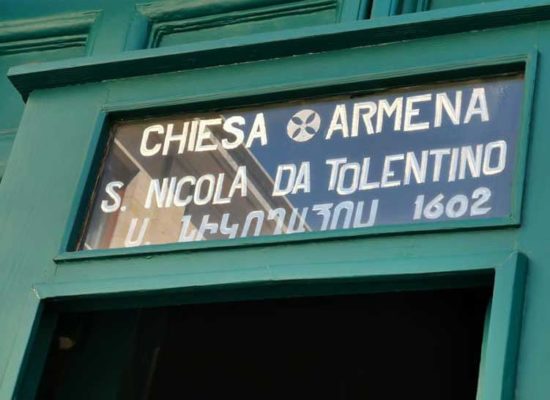 CHIESA ARMENA
S. NICOLA DA TOLENTINO
Ս. ՆԻԿՈՂԱՅՈՍ 1602